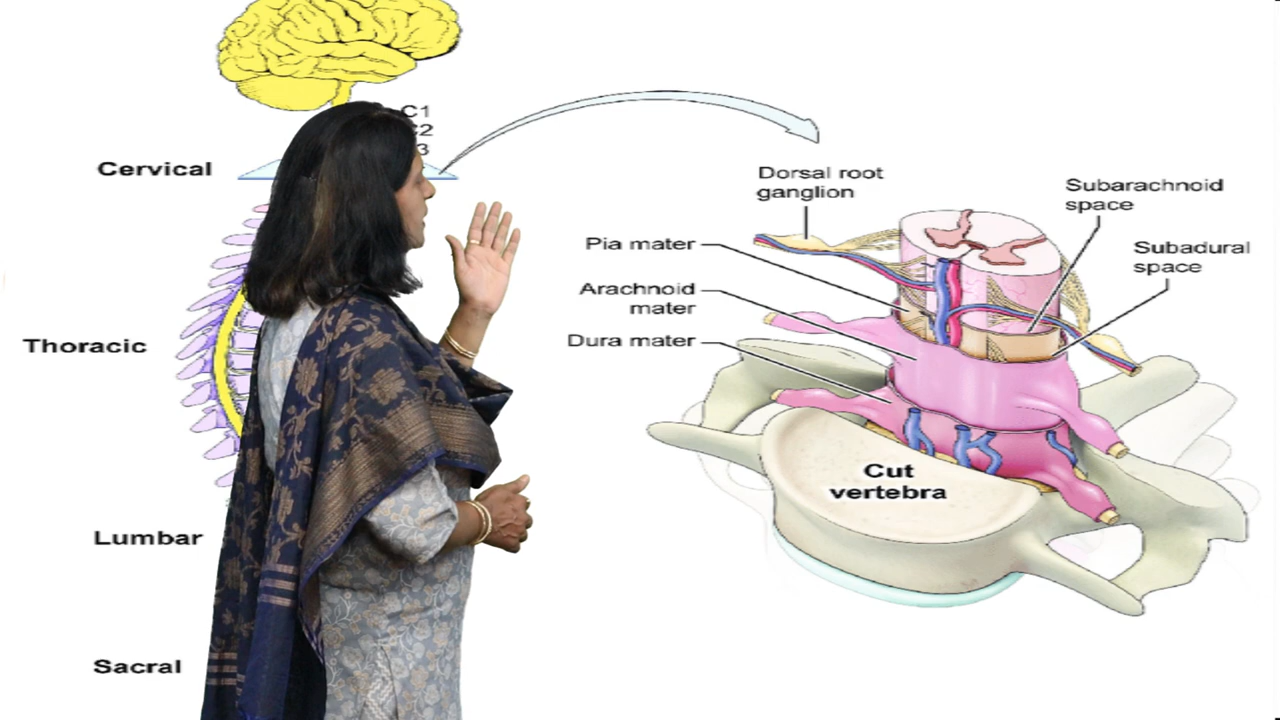 C1
C2
3
Cervical
Thoracic
Lumbar
Sacral
Dorsal root
ganglion
Subarachnoid
space
Pia mater
Subadural
space
Arachnoid
mater
Dura mater
Cut
vertebra